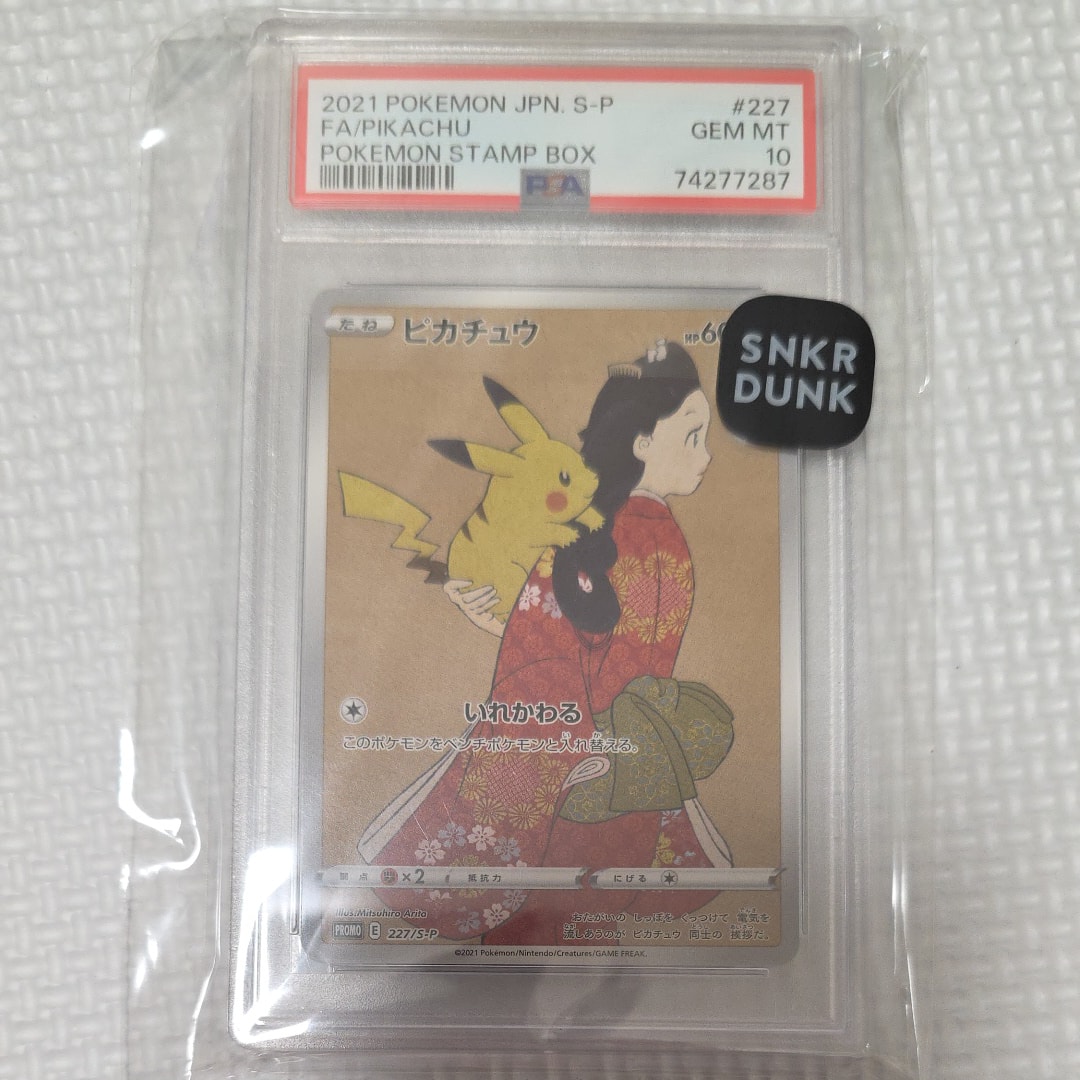 2021 POKEMON JPN. S-P #227
FA/PIKACHU GEM MT
POKEMON STAMP BOX 10
74277287
PSA
たね ピカチュウ HP60
SNKR
DUNK
いれかわる
このポケモンをベンチポケモンと入れ替える。
弱点 ×2 抵抗力 にげる
Illus. Mitsuhiro Arita
PROMO E 227/S-P
おたがいの しっぽを くっつけて 電気を
流しあうのが ピカチュウ 同士の 挨拶だ。
©2021 Pokémon/Nintendo/Creatures/GAME FREAK.